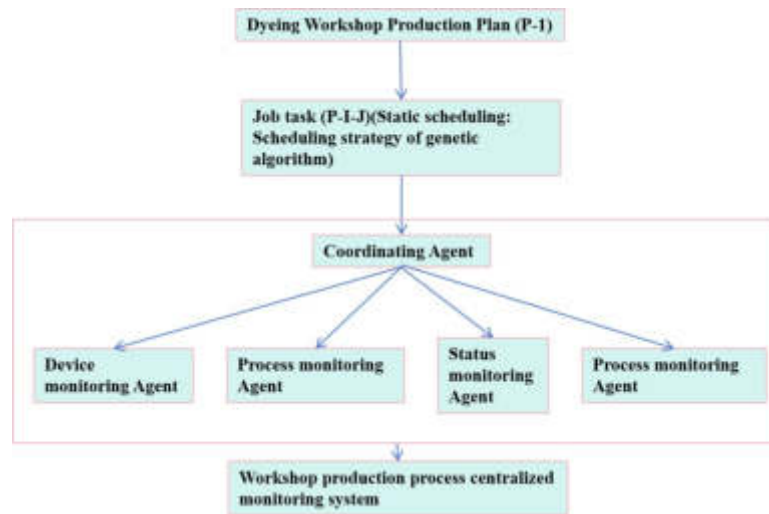 Dyeing Workshop Production Plan (P-1)
Job task (P-I-J)(Static scheduling:
Scheduling strategy of genetic
algorithm)
Coordinating Agent
Device
monitoring Agent
Process monitoring
Agent
Status
monitoring
Agent
Process monitoring
Agent
Workshop production process centralized
monitoring system